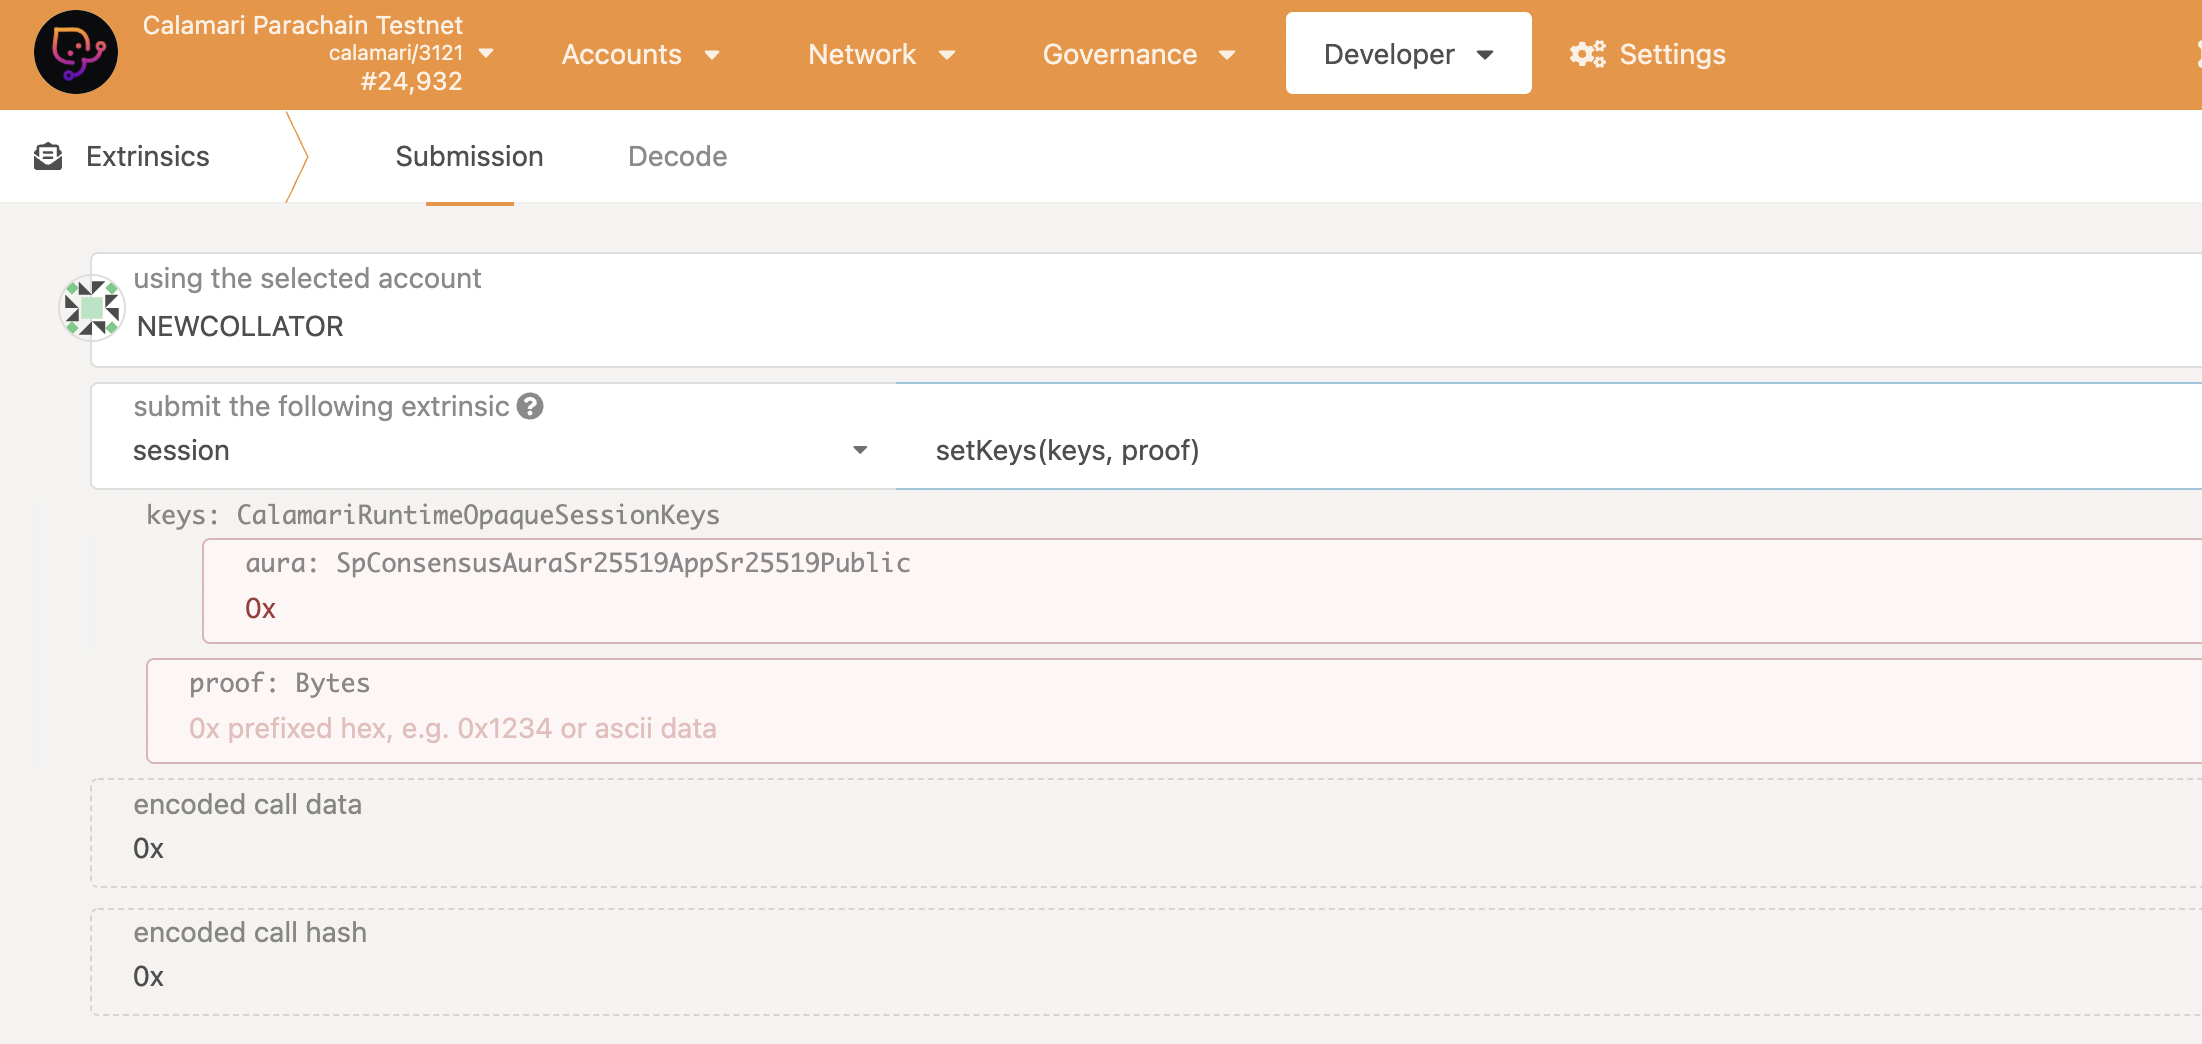 Calamari Parachain Testnet
calamari/3121
#24,932
Accounts
Network
Governance
Developer
Settings
Extrinsics
Submission
Decode
using the selected account
NEWCOLLATOR
submit the following extrinsic ?
session
setKeys(keys, proof)
keys: CalamariRuntimeOpaqueSessionKeys
aura: SpConsensusAuraSr25519AppSr25519Public
0x
proof: Bytes
0x prefixed hex, e.g. 0x1234 or ascii data
encoded call data
0x
encoded call hash
0x